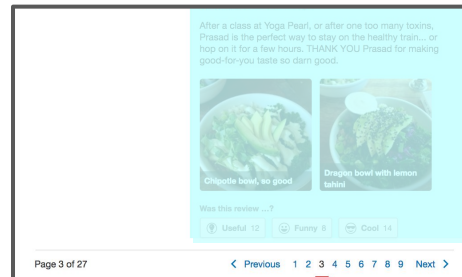 After a class at Yoga Pearl, or after one too many toxins,
Prasad is the perfect way to stay on the healthy train... or
hop on it for a few hours. THANK YOU Prasad for making
good-for-you taste so darn good.
Chipotle bowl, so good
Dragon bowl with lemon
tahini
Was this review ...?
Useful 12 Funny 8 Cool 14
Page 3 of 27 Previous 1 2 3 4 5 6 7 8 9 Next